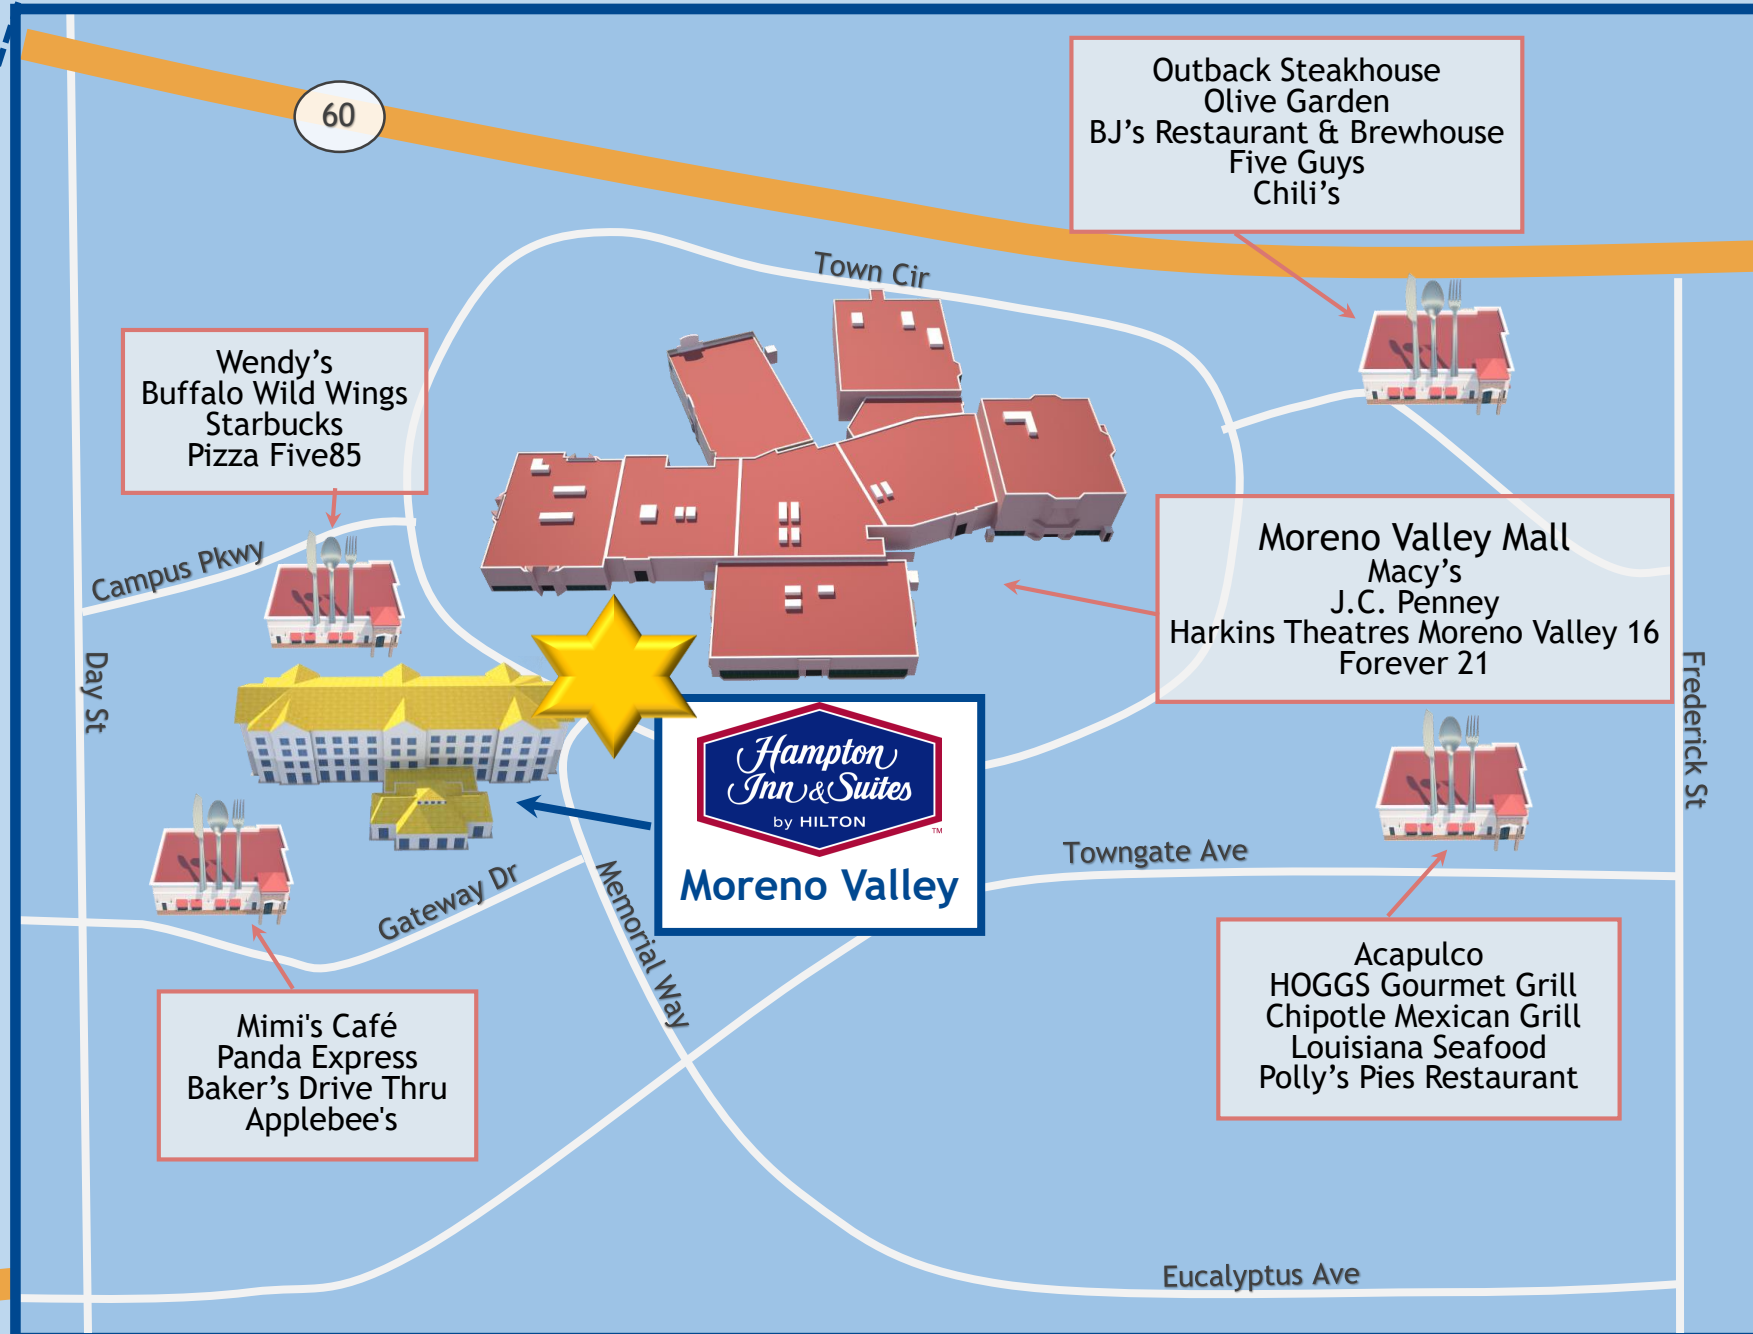 60
Outback Steakhouse
Olive Garden
BJ’s Restaurant & Brewhouse
Five Guys
Chili’s
Town Cir
Wendy’s
Buffalo Wild Wings
Starbucks
Pizza Five85
Campus Pkwy
Moreno Valley Mall
Macy’s
J.C. Penney
Harkins Theatres Moreno Valley 16
Forever 21
Day St
Frederick St
Hampton
Inn & Suites
by HILTON
TM
Moreno Valley
Towngate Ave
Gateway Dr
Memorial Way
Acapulco
HOGGS Gourmet Grill
Chipotle Mexican Grill
Louisiana Seafood
Polly’s Pies Restaurant
Mimi's Café
Panda Express
Baker’s Drive Thru
Applebee's
Eucalyptus Ave